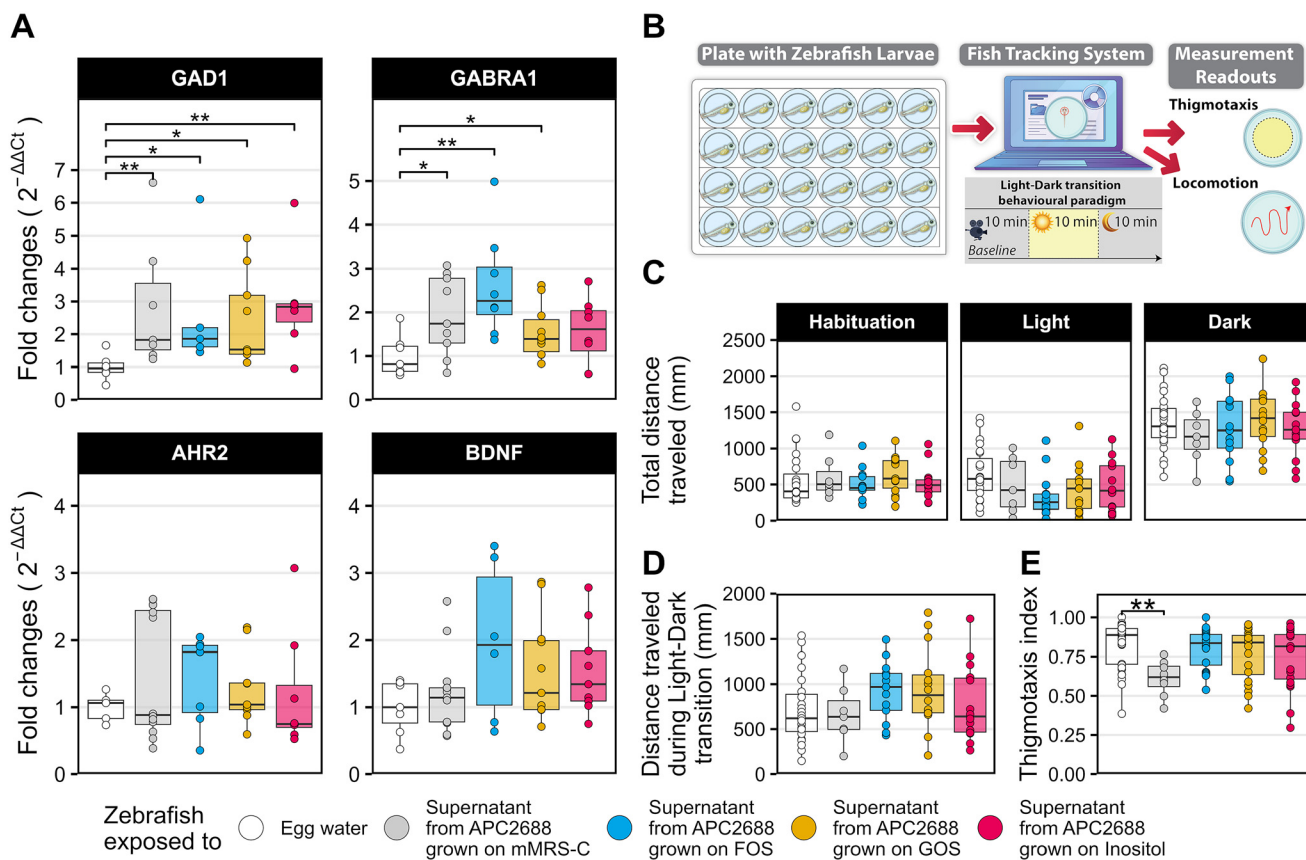 A
GAD1
GABRA1
Fold changes ( 2^−ΔΔCt )
**
*
*
**
7
6
5
4
3
2
1
0
*
**
*
5
4
3
2
1
0
AHR2
BDNF
Fold changes ( 2^−ΔΔCt )
4
3
2
1
0
4
3
2
1
0
B
Plate with Zebrafish Larvae
Fish Tracking System
Measurement
Readouts
Thigmotaxis
Locomotion
Light-Dark transition
behavioural paradigm
10 min
10 min
10 min
Baseline
C
Habituation
Light
Dark
Total distance
traveled (mm)
2500
2000
1500
1000
500
0
D
Distance traveled
during Light-Dark
transition (mm)
2000
1500
1000
500
0
E
Thigmotaxis index
**
1.00
0.75
0.50
0.25
0.00
Zebrafish
exposed to
Egg water
Supernatant
from APC2688
grown on mMRS-C
Supernatant
from APC2688
grown on FOS
Supernatant
from APC2688
grown on GOS
Supernatant
from APC2688
grown on Inositol